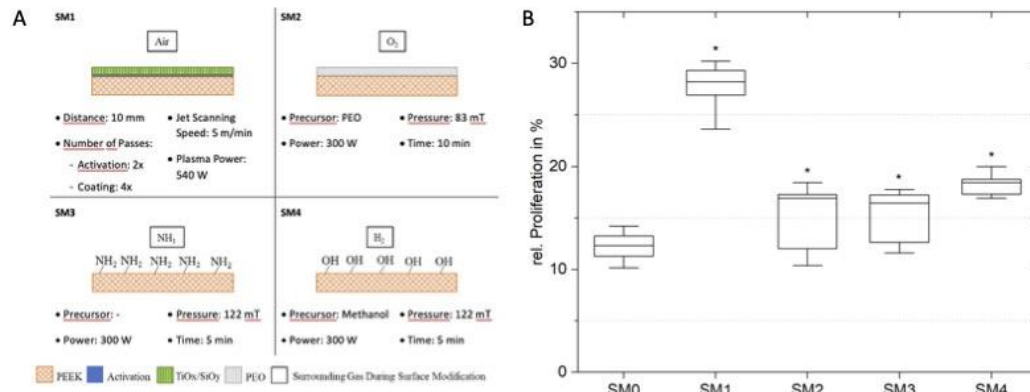 A
SM1
Air
• Distance: 10 mm
• Number of Passes:
- Activation: 2x
- Coating: 4x
• Jet Scanning
Speed: 5 m/min
• Plasma Power:
540 W
SM2
O2
• Precursor: PEO
• Pressure: 83 mT
• Power: 300 W
• Time: 10 min
SM3
NH3
NH2 NH2 NH2 NH2 NH2
• Precursor: -
• Pressure: 122 mT
• Power: 300 W
• Time: 5 min
SM4
H2
OH OH OH OH OH
• Precursor: Methanol
• Pressure: 122 mT
• Power: 300 W
• Time: 5 min
PEEK Activation TiOx/SiOy PEO Surrounding Gas During Surface Modification
B
rel. Proliferation in %
30
20
10
0
* * * *
SM0 SM1 SM2 SM3 SM4